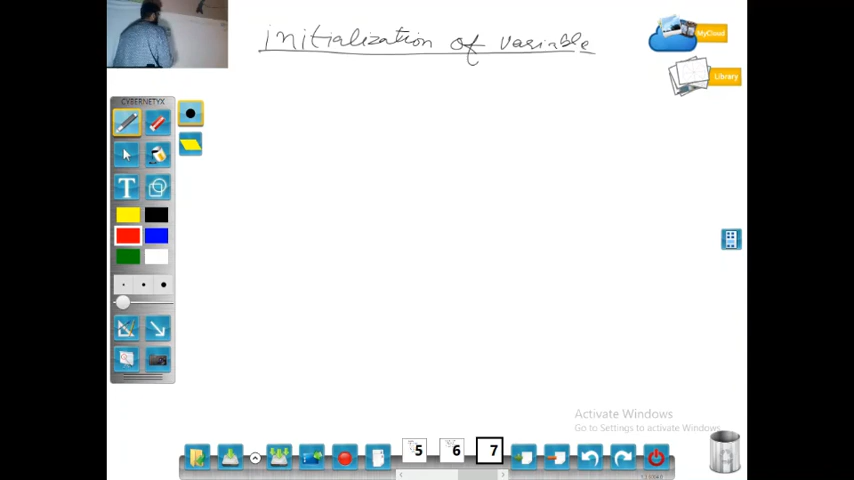 initialization of variable
MyCloud
Library
CYBERNETYX
T
Activate Windows
Go to Settings to activate Windows.
5 6 7